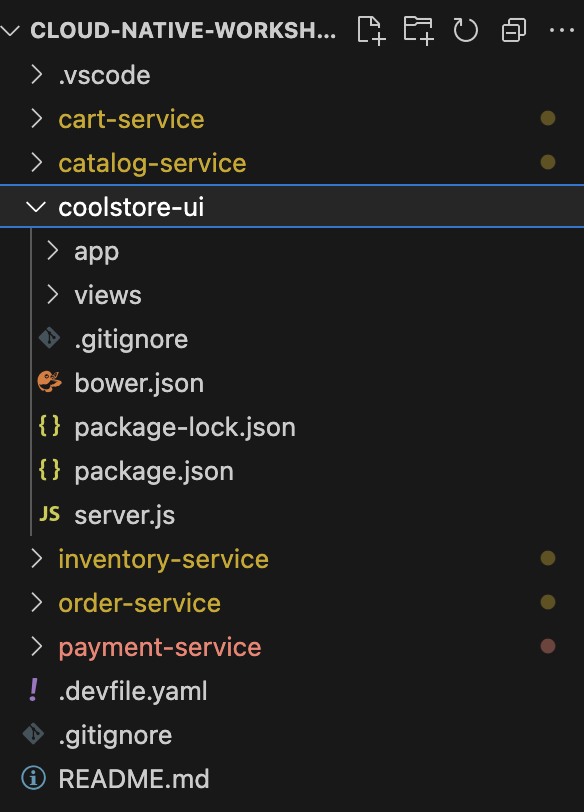 CLOUD-NATIVE-WORKSH...
.vscode
cart-service
catalog-service
coolstore-ui
app
views
.gitignore
bower.json
{} package-lock.json
{} package.json
JS server.js
inventory-service
order-service
payment-service
! .devfile.yaml
.gitignore
README.md